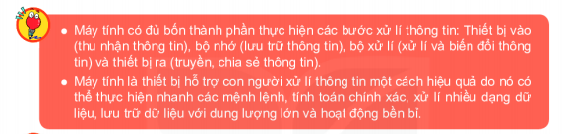 Máy tính có đủ bốn thành phần thực hiện các bước xử lí thông tin: Thiết bị vào
(thu nhận thông tin), bộ nhớ (lưu trữ thông tin), bộ xử lí (xử lí và biến đổi thông
tin) và thiết bị ra (truyền, chia sẻ thông tin).
Máy tính là thiết bị hỗ trợ con người xử lí thông tin một cách hiệu quả do nó có
thể thực hiện nhanh các mệnh lệnh, tính toán chính xác, xử lí nhiều dạng dữ
liệu, lưu trữ dữ liệu với dung lượng lớn và hoạt động bền bỉ.